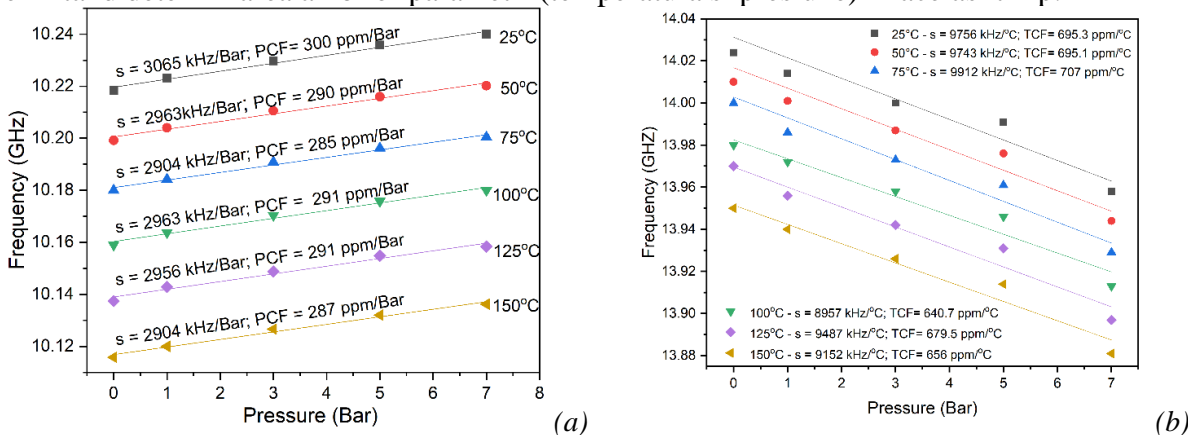 10.24
10.22
10.20
10.18
10.16
10.14
10.12
Frequency (GHz)
s = 3065 kHz/Bar; PCF= 300 ppm/Bar
25°C
s = 2963kHz/Bar; PCF= 290 ppm/Bar
50°C
s = 2904 kHz/Bar; PCF= 285 ppm/Bar
75°C
s = 2963 kHz/Bar; PCF= 291 ppm/Bar
100°C
s = 2956 kHz/Bar; PCF= 291 ppm/Bar
125°C
s = 2904 kHz/Bar; PCF= 287 ppm/Bar
150°C
0 1 2 3 4 5 6 7 8
Pressure (Bar)
(a)
14.04
14.02
14.00
13.98
13.96
13.94
13.92
13.90
13.88
Frequency (GHZ)
25°C - s = 9756 kHz/°C; TCF= 695.3 ppm/°C
50°C - s = 9743 kHz/°C; TCF= 695.1 ppm/°C
75°C - s = 9912 kHz/°C; TCF= 707 ppm/°C
100°C - s = 8957 kHz/°C; TCF= 640.7 ppm/°C
125°C - s = 9487 kHz/°C; TCF= 679.5 ppm/°C
150°C - s = 9152 kHz/°C; TCF= 656 ppm/°C
0 1 2 3 4 5 6 7
Pressure (Bar)
(b)